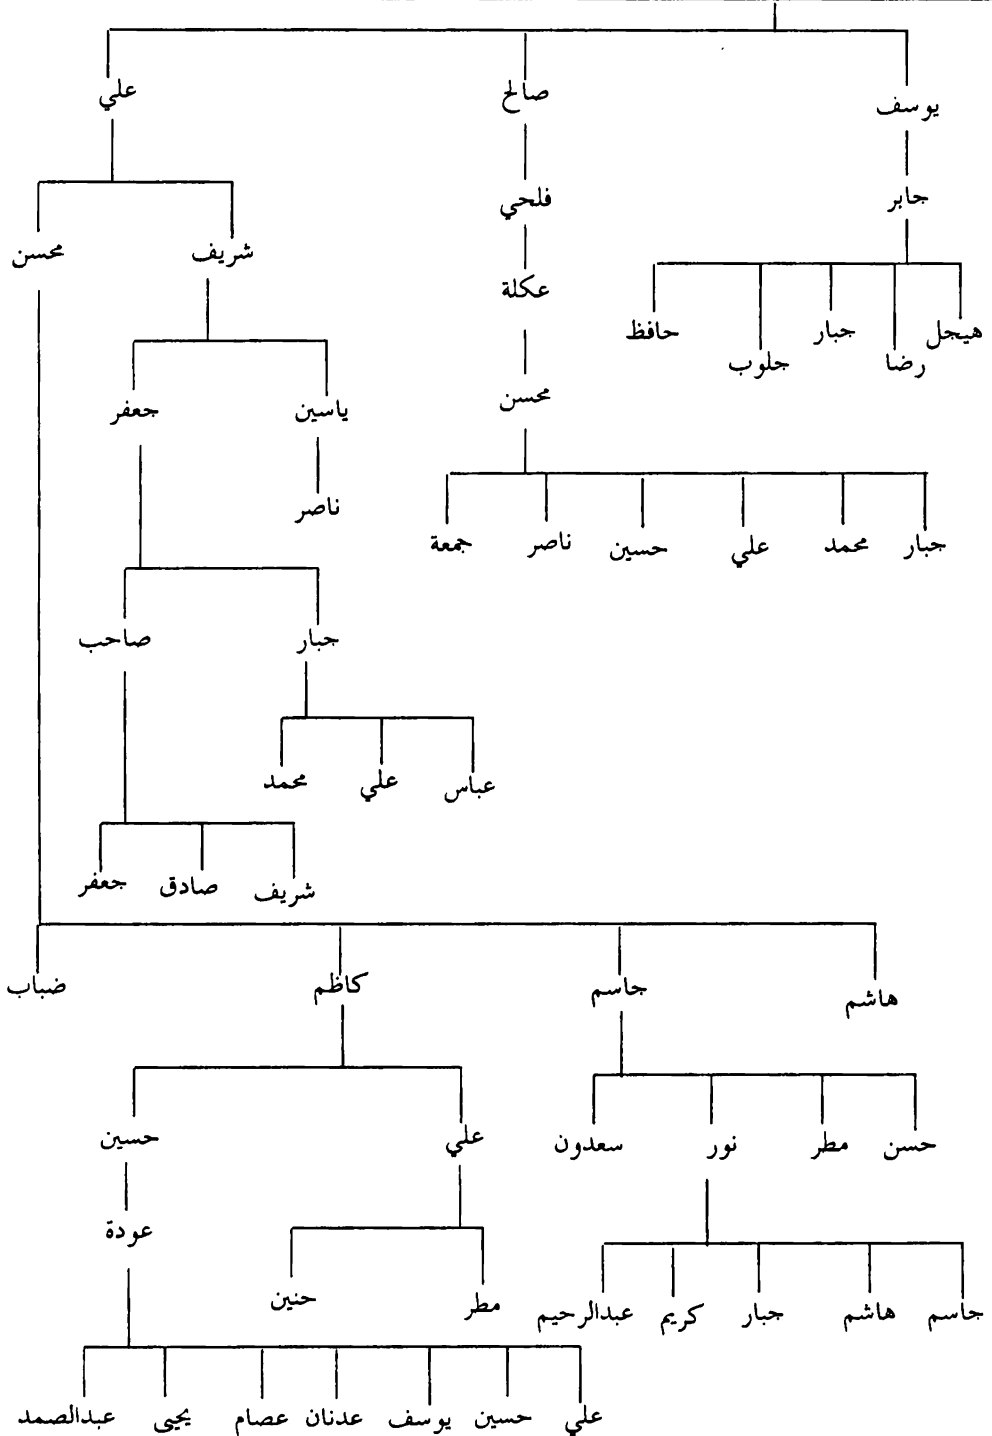 يوسف صالح علي
جابر فلحي
شريف محسن
عكلة
هيجل رضا جبار جلوب حافظ
محسن
ياسين جعفر
ناصر
جبار محمد علي حسين ناصر جمعة
جبار صاحب
عباس علي محمد
شريف صادق جعفر
هاشم جاسم كاظم ضباب
حسن مطر نور سعدون علي حسين
عودة
جاسم هاشم جبار كريم عبدالرحيم مطر حنين
علي حسين يوسف عدنان عصام يحيى عبدالصمد